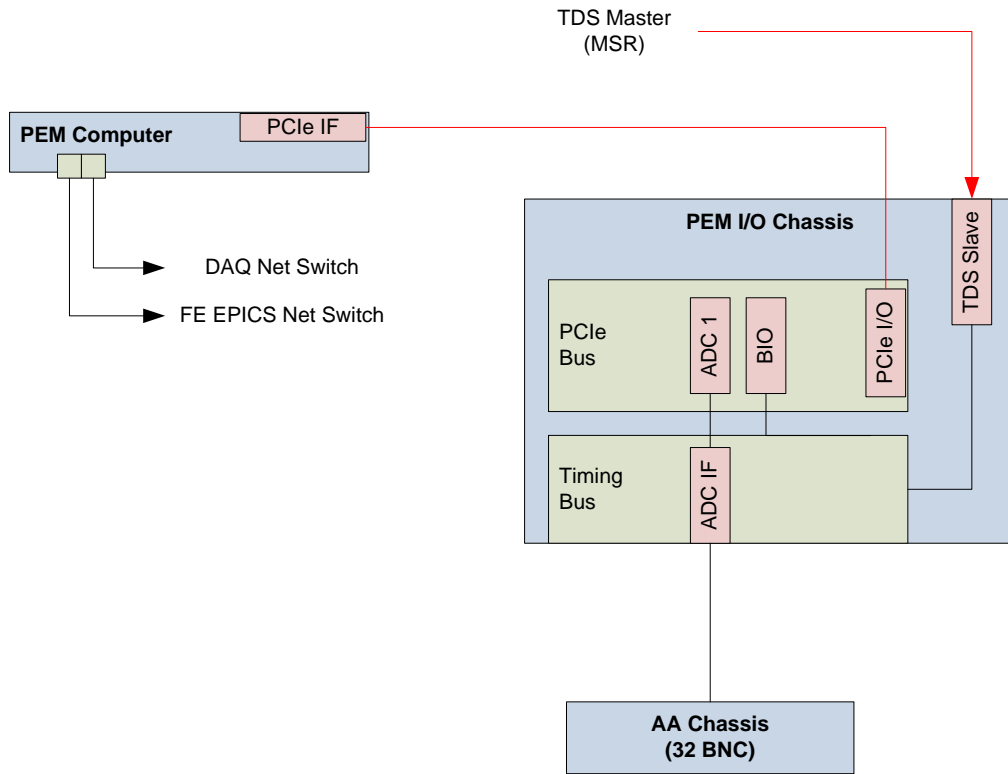 TDS Master
(MSR)
PEM Computer
PCIe IF
DAQ Net Switch
FE EPICS Net Switch
PEM I/O Chassis
TDS Slave
PCIe
Bus
ADC 1
BIO
PCIe I/O
Timing
Bus
ADC IF
AA Chassis
(32 BNC)